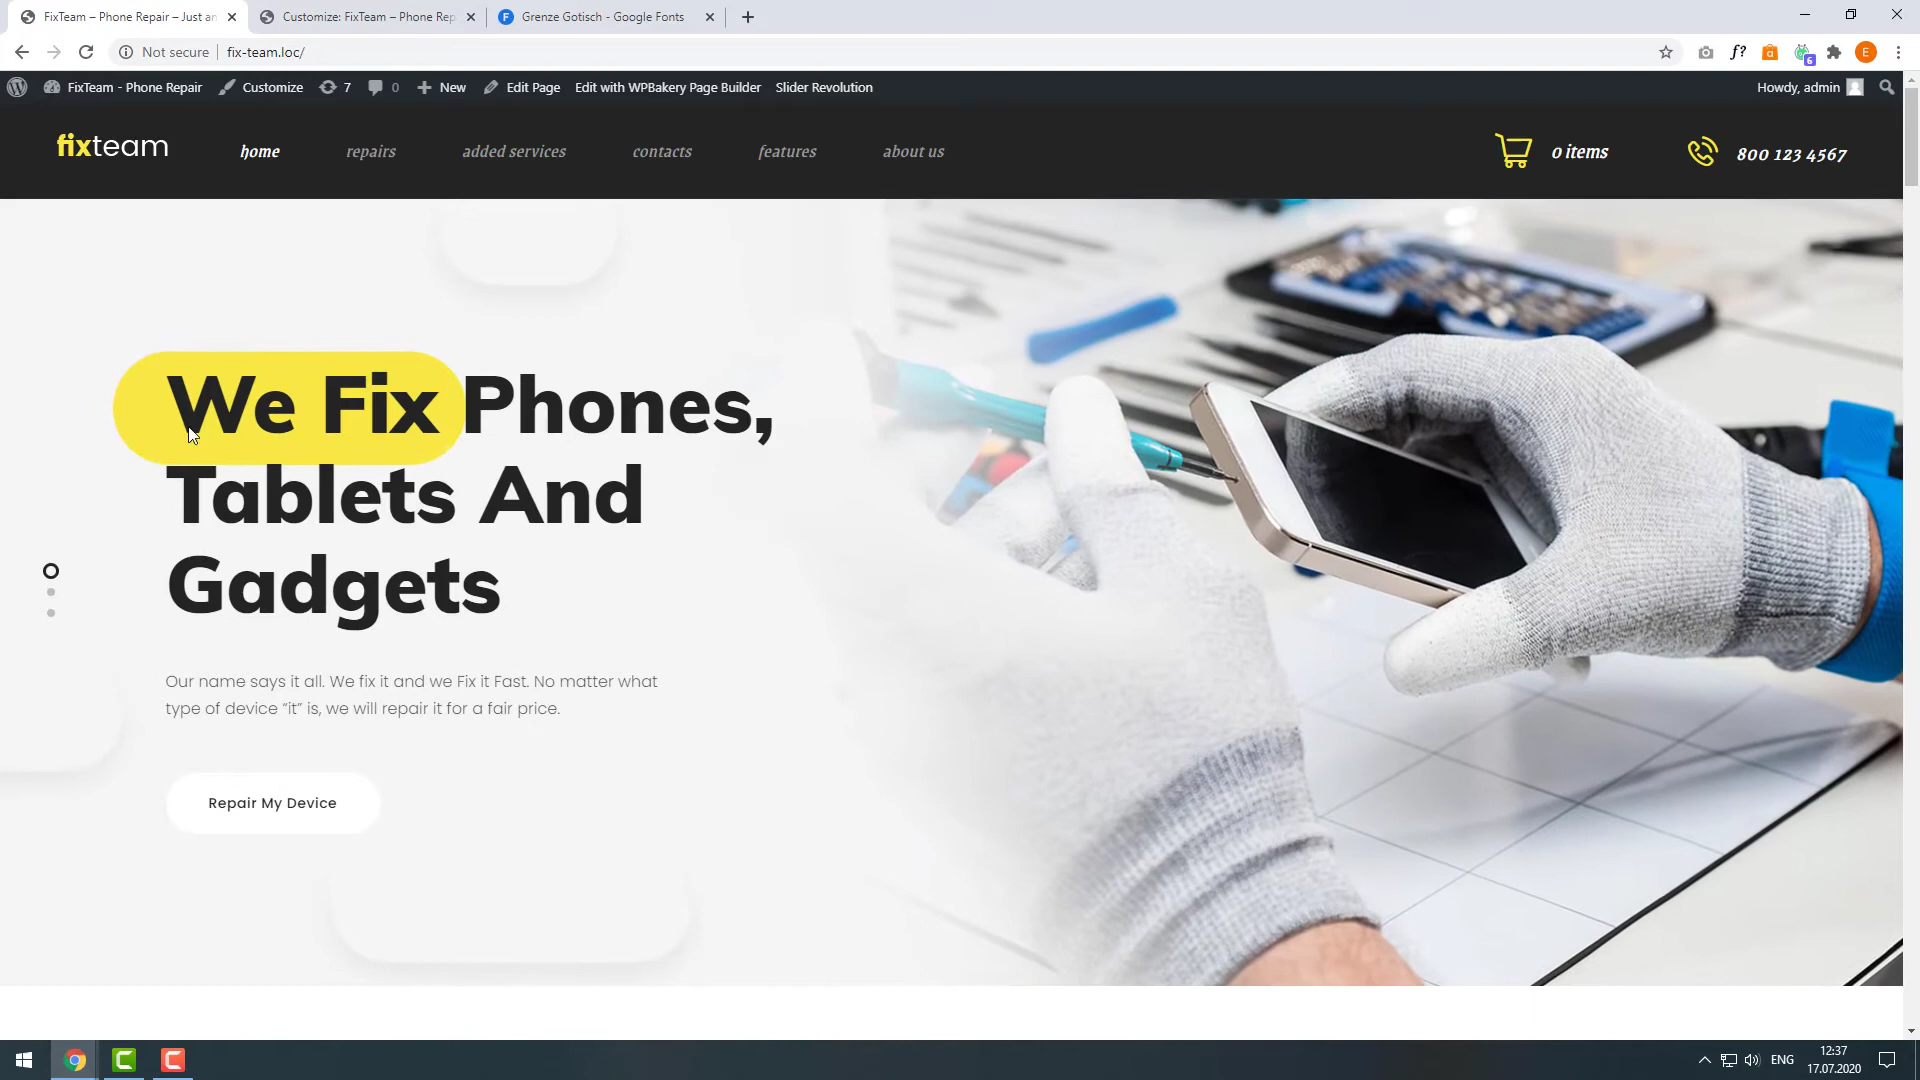 FixTeam – Phone Repair – Just an
Customize: FixTeam – Phone Rep
Grenze Gotisch - Google Fonts
Not secure
fix-team.loc/
f?
a
6
E
FixTeam - Phone Repair
Customize
7
0
New
Edit Page
Edit with WPBakery Page Builder
Slider Revolution
Howdy, admin
fixteam
home
repairs
added services
contacts
features
about us
0 items
800 123 4567
We Fix Phones,
Tablets And
Gadgets
Our name says it all. We fix it and we Fix it Fast. No matter what
type of device “it” is, we will repair it for a fair price.
Repair My Device
ENG
12:37
17.07.2020